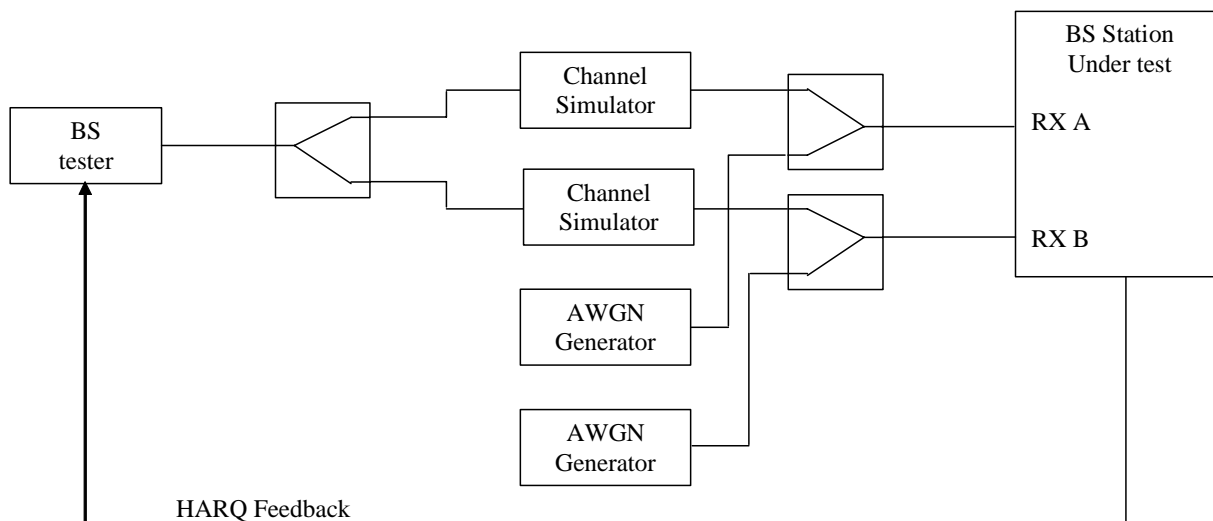 BS Station
Under test
Channel
Simulator
BS
tester
RX A
Channel
Simulator
RX B
AWGN
Generator
AWGN
Generator
HARQ Feedback